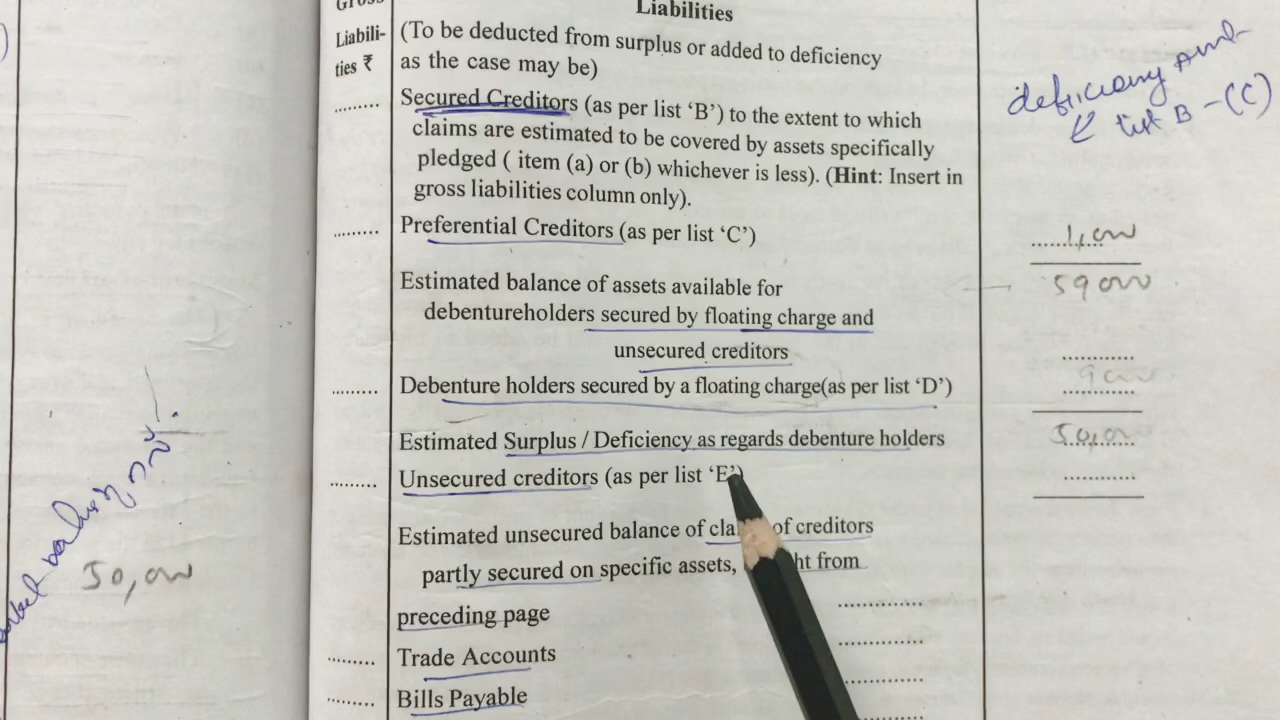 Liabilities
Liabili-
ties ₹
(To be deducted from surplus or added to deficiency
as the case may be)
......... Secured Creditors (as per list ‘B’) to the extent to which
claims are estimated to be covered by assets specifically
pledged ( item (a) or (b) whichever is less). (Hint: Insert in
gross liabilities column only).
......... Preferential Creditors (as per list ‘C’)
1,000
Estimated balance of assets available for
59000
debentureholders secured by floating charge and
unsecured creditors
......... Debenture holders secured by a floating charge(as per list ‘D’)
9000
Estimated Surplus / Deficiency as regards debenture holders
50,000
......... Unsecured creditors (as per list ‘E’)
Estimated unsecured balance of of creditors
partly secured on specific assets, from
preceding page
......... Trade Accounts
......... Bills Payable
deficiency
B - (C)
50,000